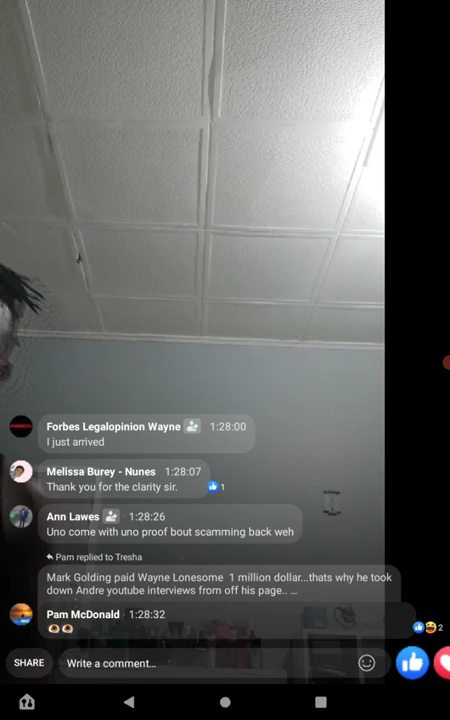 Forbes Legalopinion Wayne 1:28:00
I just arrived
Melissa Burey - Nunes 1:28:07
Thank you for the clarity sir.
1
Ann Lawes 1:28:26
Uno come with uno proof bout scamming back weh
Pam replied to Tresha
Mark Golding paid Wayne Lonesome 1 million dollar...thats why he took
down Andre youtube interviews from off his page.. ...
Pam McDonald 1:28:32
2
SHARE
Write a comment...